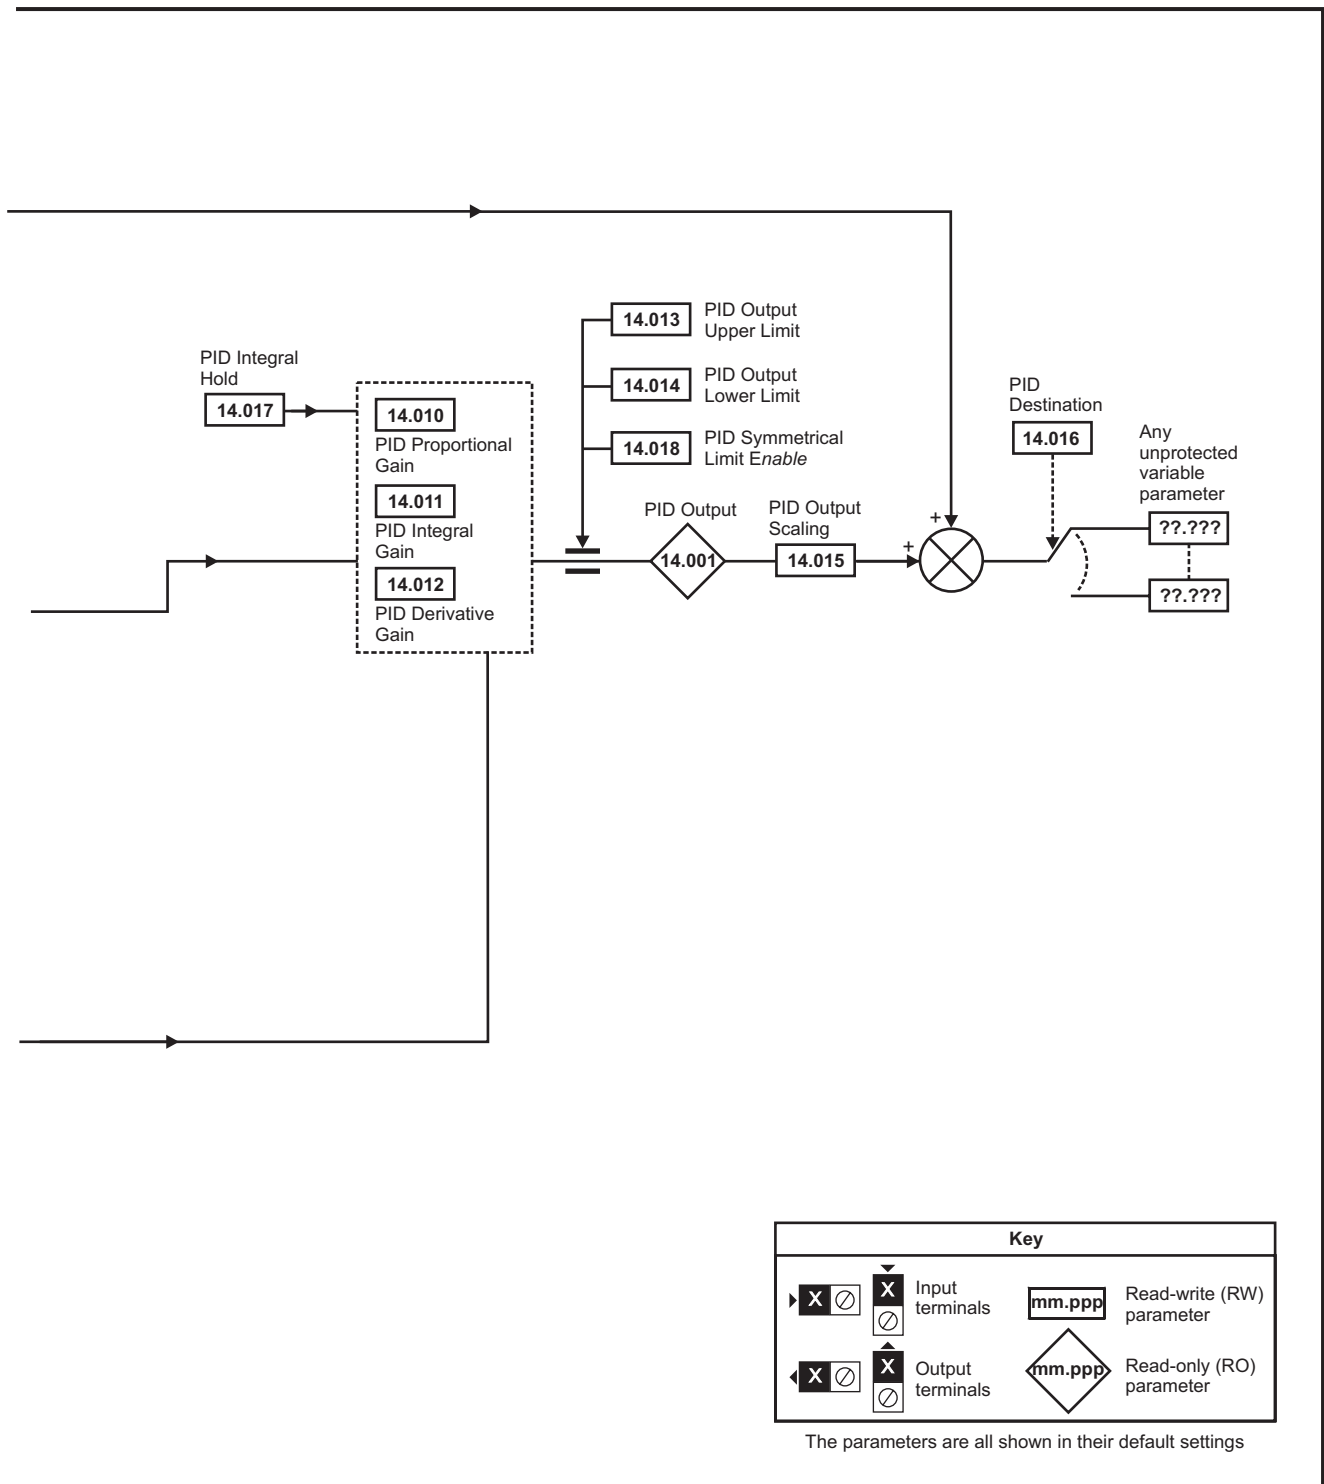 PID Integral
Hold
14.017
14.010
PID Proportional
Gain
14.011
PID Integral
Gain
14.012
PID Derivative
Gain
14.013
PID Output
Upper Limit
14.014
PID Output
Lower Limit
14.018
PID Symmetrical
Limit Enable
PID Output
14.001
PID Output
Scaling
14.015
+
+
PID
Destination
14.016
Any
unprotected
variable
parameter
??.???
??.???
Key
X
X
Input
terminals
mm.ppp
Read-write (RW)
parameter
X
X
Output
terminals
mm.ppp
Read-only (RO)
parameter
The parameters are all shown in their default settings